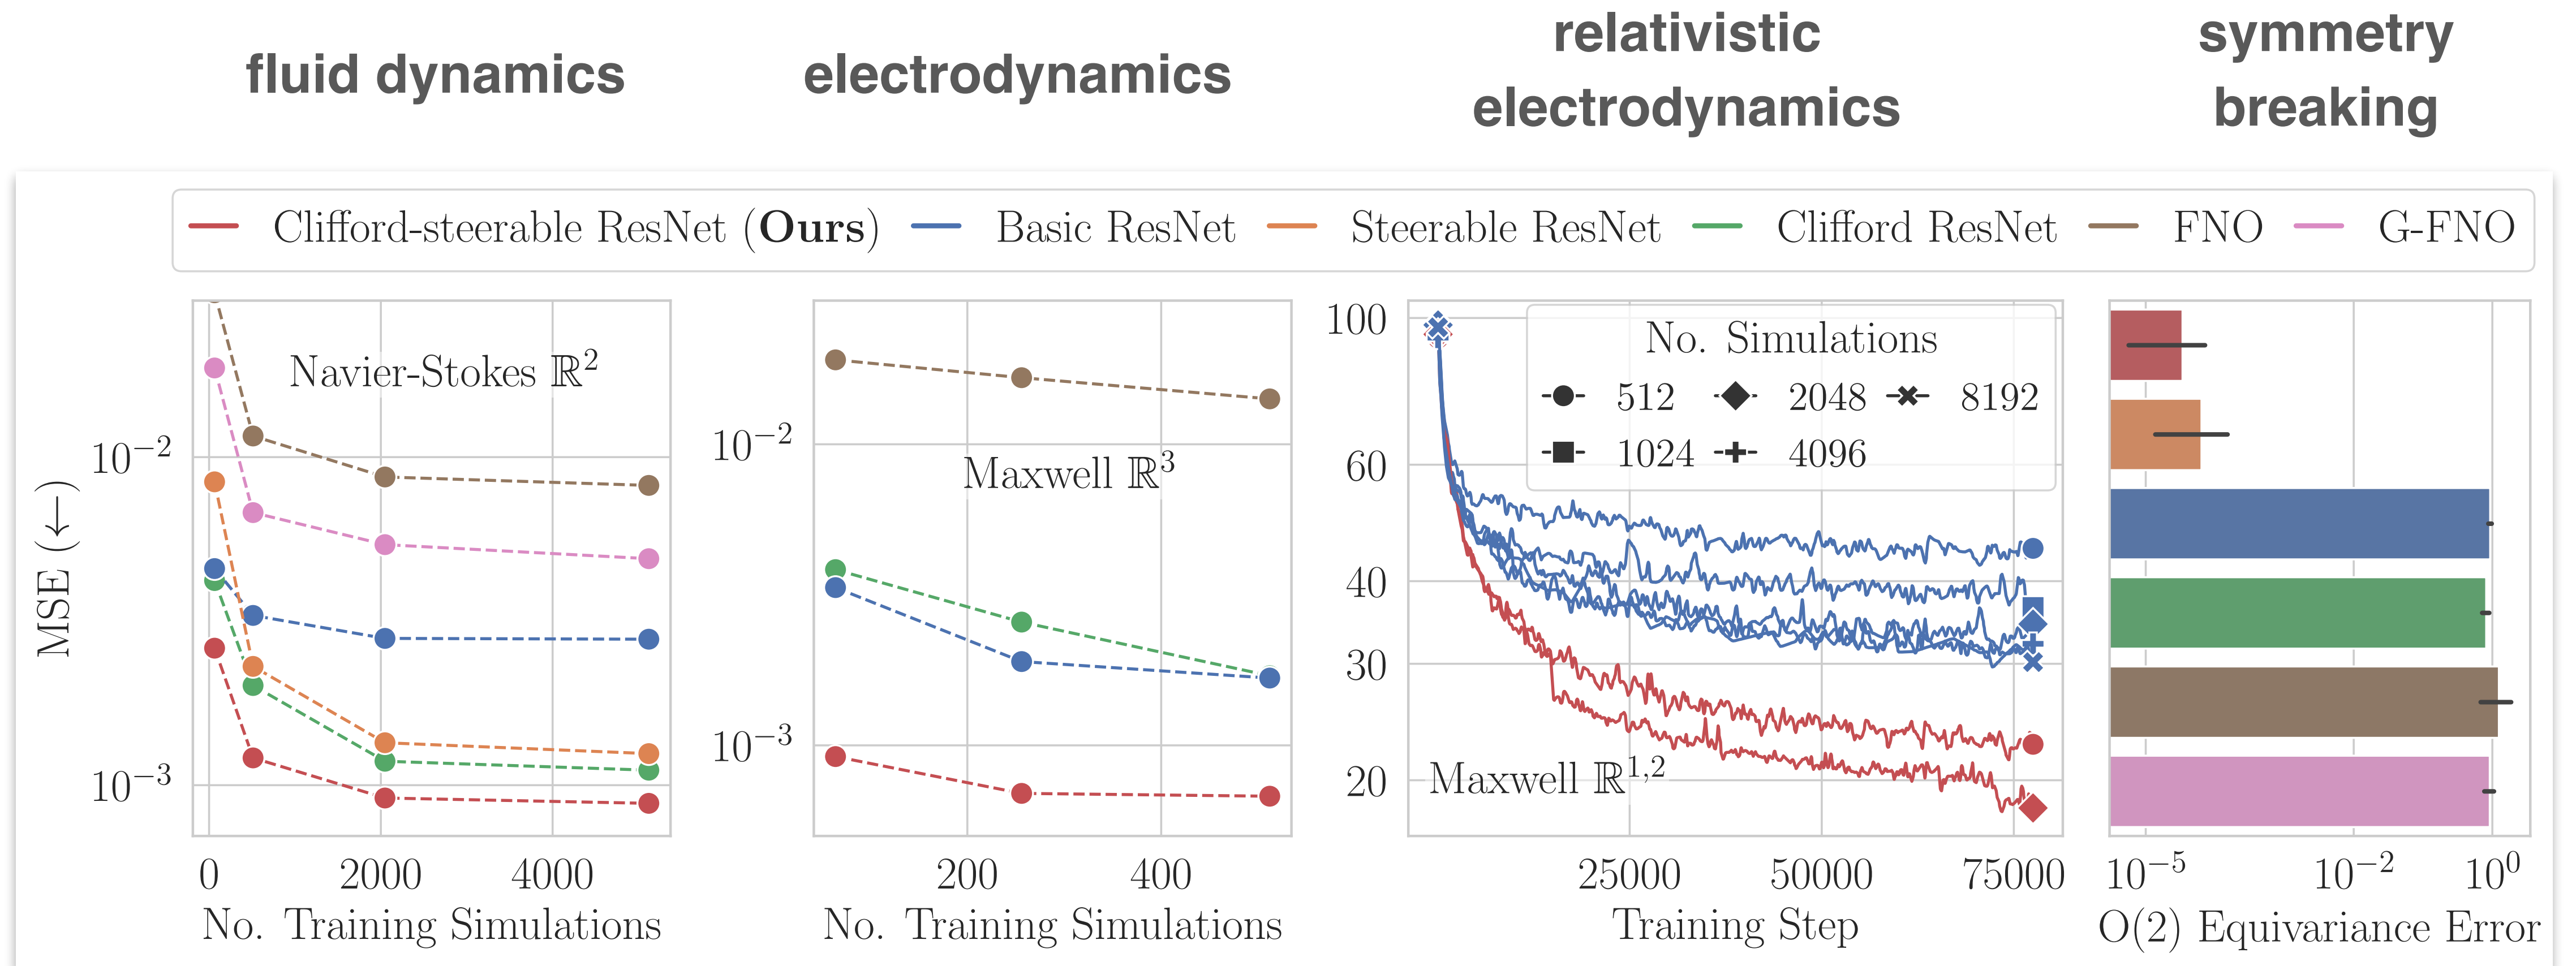 fluid dynamics
electrodynamics
relativistic
electrodynamics
symmetry
breaking
Clifford-steerable ResNet (Ours) Basic ResNet Steerable ResNet Clifford ResNet FNO G-FNO
MSE (←)
Navier-Stokes ℝ²
10⁻²
10⁻³
0 2000 4000
No. Training Simulations
Maxwell ℝ³
10⁻²
10⁻³
200 400
No. Training Simulations
No. Simulations
512 2048 8192
1024 4096
100
60
40
30
20
Maxwell ℝ¹,²
25000 50000 75000
Training Step
10⁻⁵ 10⁻² 10⁰
O(2) Equivariance Error